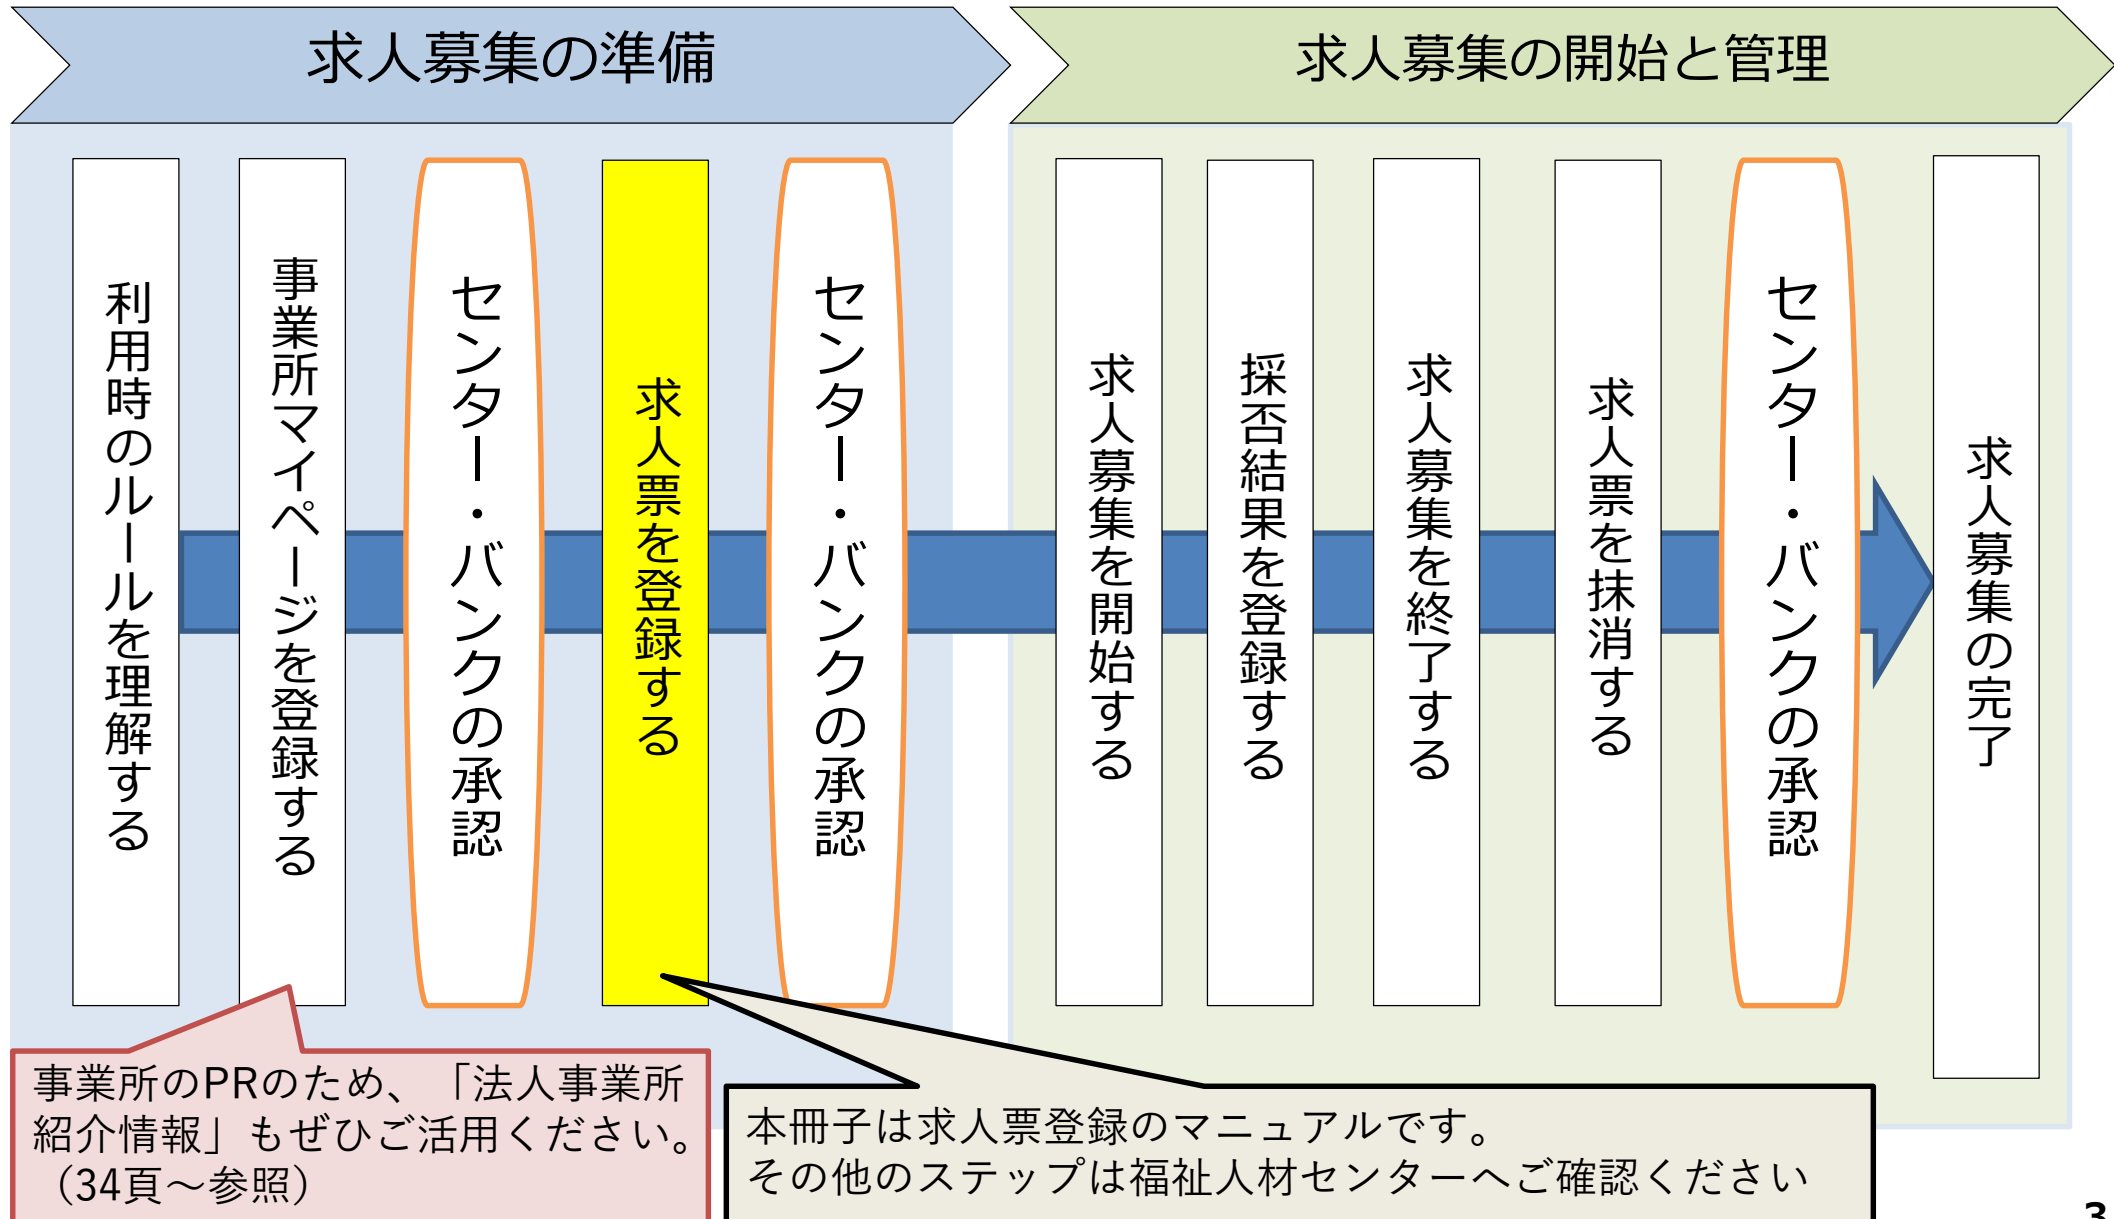 求人募集の準備
求人募集の開始と管理
利用時のルールを理解する
事業所マイページを登録する
センター・バンクの承認
求人票を登録する
センター・バンクの承認
求人募集を開始する
採否結果を登録する
求人募集を終了する
求人票を抹消する
センター・バンクの承認
求人募集の完了
事業所のPRのため、「法人事業所
紹介情報」もぜひご活用ください。
（34頁～参照）
本冊子は求人票登録のマニュアルです。
その他のステップは福祉人材センターへご確認ください
3